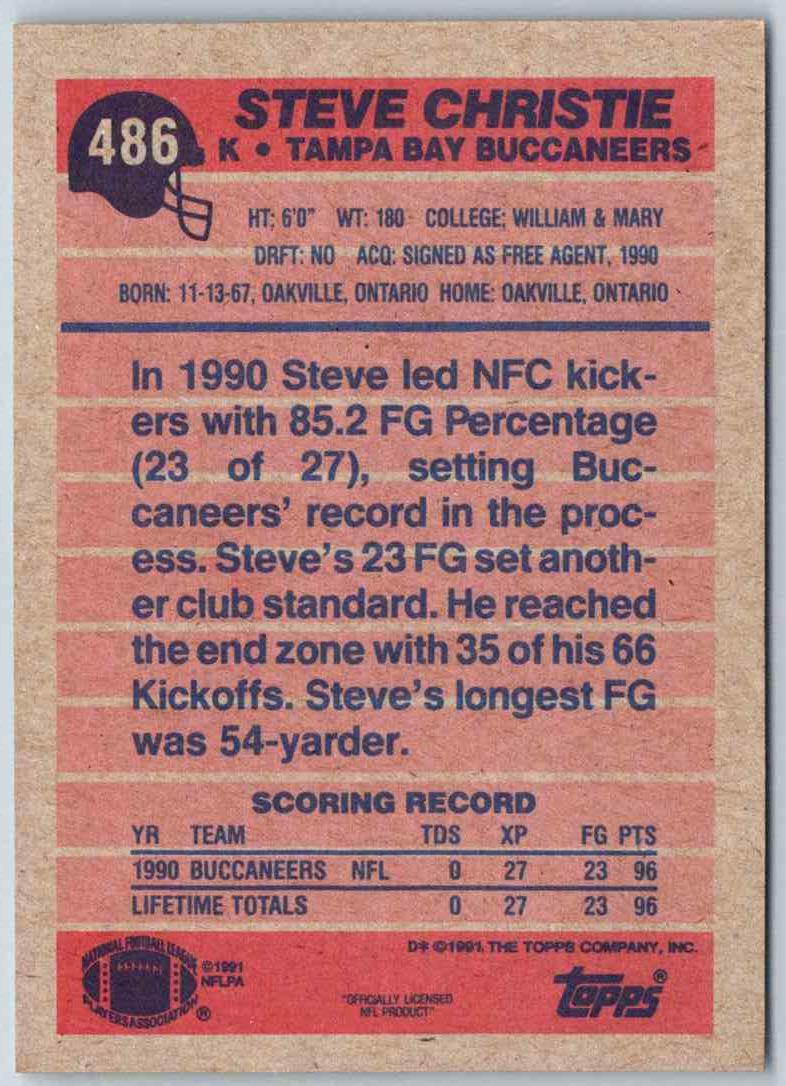 486
STEVE CHRISTIE
K • TAMPA BAY BUCCANEERS
HT: 6'0" WT: 180 COLLEGE: WILLIAM & MARY
DRFT: NO ACQ: SIGNED AS FREE AGENT, 1990
BORN: 11-13-67, OAKVILLE, ONTARIO HOME: OAKVILLE, ONTARIO
In 1990 Steve led NFC kick-
ers with 85.2 FG Percentage
(23 of 27), setting Buc-
caneers' record in the proc-
ess. Steve's 23 FG set anoth-
er club standard. He reached
the end zone with 35 of his 66
Kickoffs. Steve's longest FG
was 54-yarder.
SCORING RECORD
YR TEAM TDS XP FG PTS
1990 BUCCANEERS NFL 0 27 23 96
LIFETIME TOTALS 0 27 23 96
NATIONAL FOOTBALL LEAGUE
PLAYERS ASSOCIATION ®
©1991
NFLPA
D* ©1991 THE TOPPS COMPANY, INC.
"OFFICIALLY LICENSED
NFL PRODUCT"
topps®